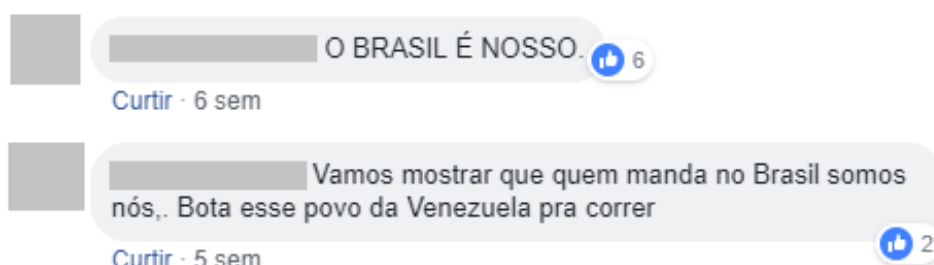 O BRASIL É NOSSO.
6
Curtir · 6 sem
Vamos mostrar que quem manda no Brasil somos
nós,. Bota esse povo da Venezuela pra correr
2
Curtir · 5 sem